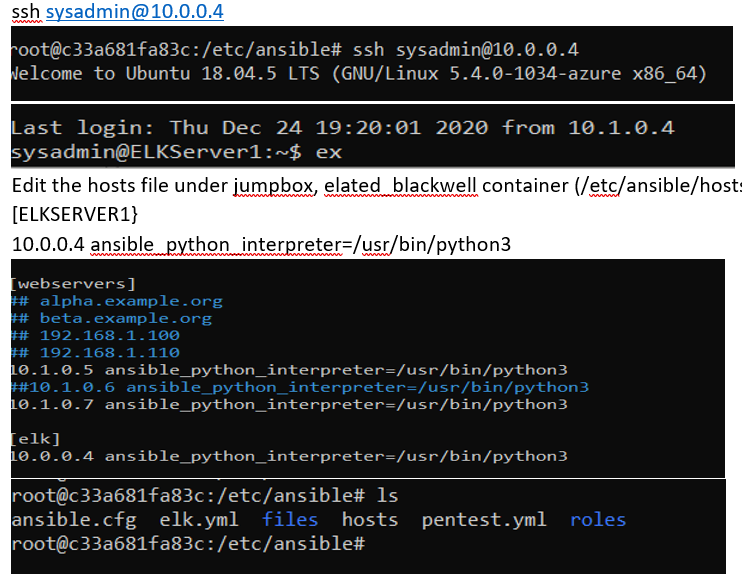 ssh sysadmin@10.0.0.4
root@c33a681fa83c:/etc/ansible# ssh sysadmin@10.0.0.4
Welcome to Ubuntu 18.04.5 LTS (GNU/Linux 5.4.0-1034-azure x86_64)
Last login: Thu Dec 24 19:20:01 2020 from 10.1.0.4
sysadmin@ELKServer1:~$ ex
Edit the hosts file under jumpbox, elated_blackwell container (/etc/ansible/hosts
[ELKSERVER1}
10.0.0.4 ansible_python_interpreter=/usr/bin/python3
[webservers]
## alpha.example.org
## beta.example.org
## 192.168.1.100
## 192.168.1.110
10.1.0.5 ansible_python_interpreter=/usr/bin/python3
##10.1.0.6 ansible_python_interpreter=/usr/bin/python3
10.1.0.7 ansible_python_interpreter=/usr/bin/python3
[elk]
10.0.0.4 ansible_python_interpreter=/usr/bin/python3
root@c33a681fa83c:/etc/ansible# ls
ansible.cfg elk.yml files hosts pentest.yml roles
root@c33a681fa83c:/etc/ansible#